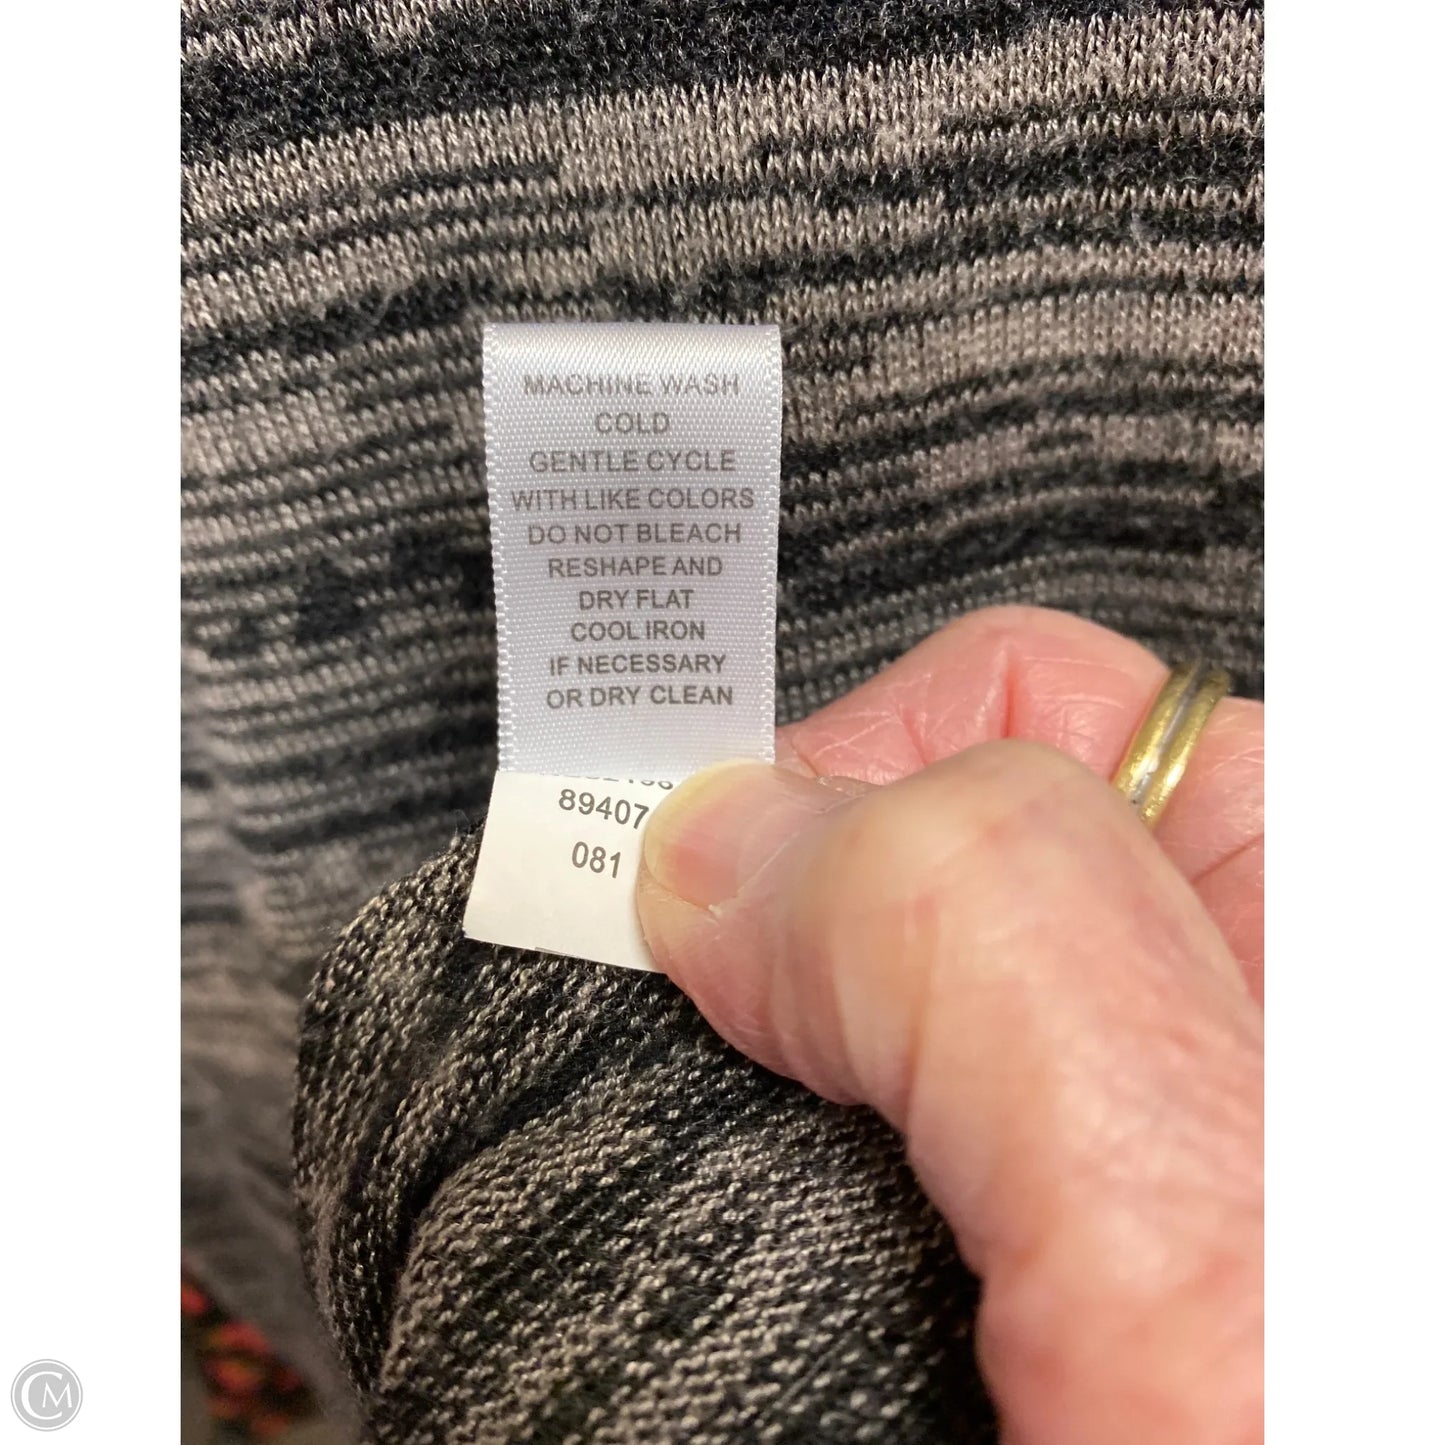 MACHINE WASH
COLD
GENTLE CYCLE
WITH LIKE COLORS
DO NOT BLEACH
RESHAPE AND
DRY FLAT
COOL IRON
IF NECESSARY
OR DRY CLEAN
89407
081
CM